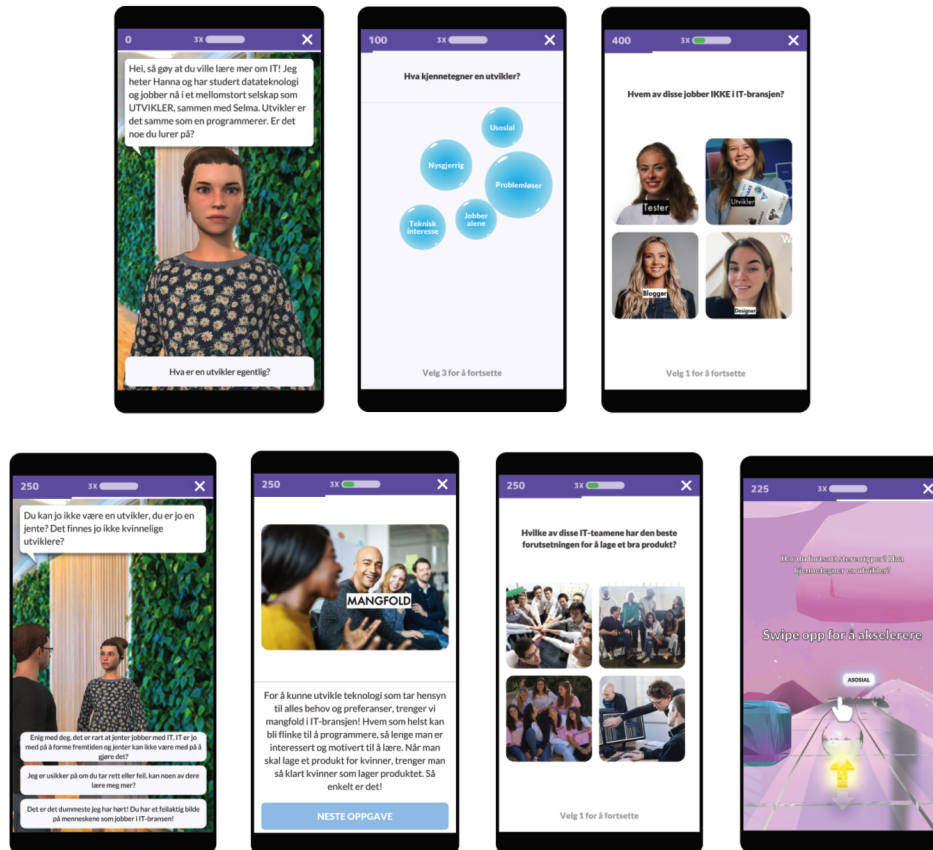 0
3X
Hei, så gøy at du ville lære mer om IT! Jeg
heter Hanna og har studert datateknologi
og jobber nå i et mellomstort selskap som
UTVIKLER, sammen med Selma. Utvikler er
det samme som en programmerer. Er det
noe du lurer på?
Hva er en utvikler egentlig?
100
3X
Hva kjennetegner en utvikler?
Usosial
Nysgjerrig
Problemløser
Jobber
alene
Teknisk
interesse
Velg 3 for å fortsette
400
3X
Hvem av disse jobber IKKE i IT-bransjen?
Tester
Utvikler
Blogger
Designer
Velg 1 for å fortsette
250
3X
Du kan jo ikke være en utvikler, du er jo en
jente? Det finnes jo ikke kvinnelige
utviklere?
Enig med deg, det er rart at jenter jobber med IT. IT er jo
med på å forme fremtiden og jenter kan ikke være med på å
gjøre det?
Jeg er usikker på om du tar rett eller feil, kan noen av dere
lære meg mer?
Det er det dummeste jeg har hørt! Du har et feilaktig bilde
på menneskene som jobber i IT-bransen!
250
3X
MANGFOLD
For å kunne utvikle teknologi som tar hensyn
til alles behov og preferanser, trenger vi
mangfold i IT-bransjen! Hvem som helst kan
bli flinke til å programmere, så lenge man er
interessert og motivert til å lære. Når man
skal lage et produkt for kvinner, trenger man
så klart kvinner som lager produktet. Så
enkelt er det!
NESTE OPPGAVE
250
3X
Hvilke av disse IT-teamene har den beste
forutsetningen for å lage et bra produkt?
Velg 1 for å fortsette
225
3X
Har du fortsatt stereotyper? Hva
kjennetegner en utvikler?
Swipe opp for å akselerere
ASOSIAL